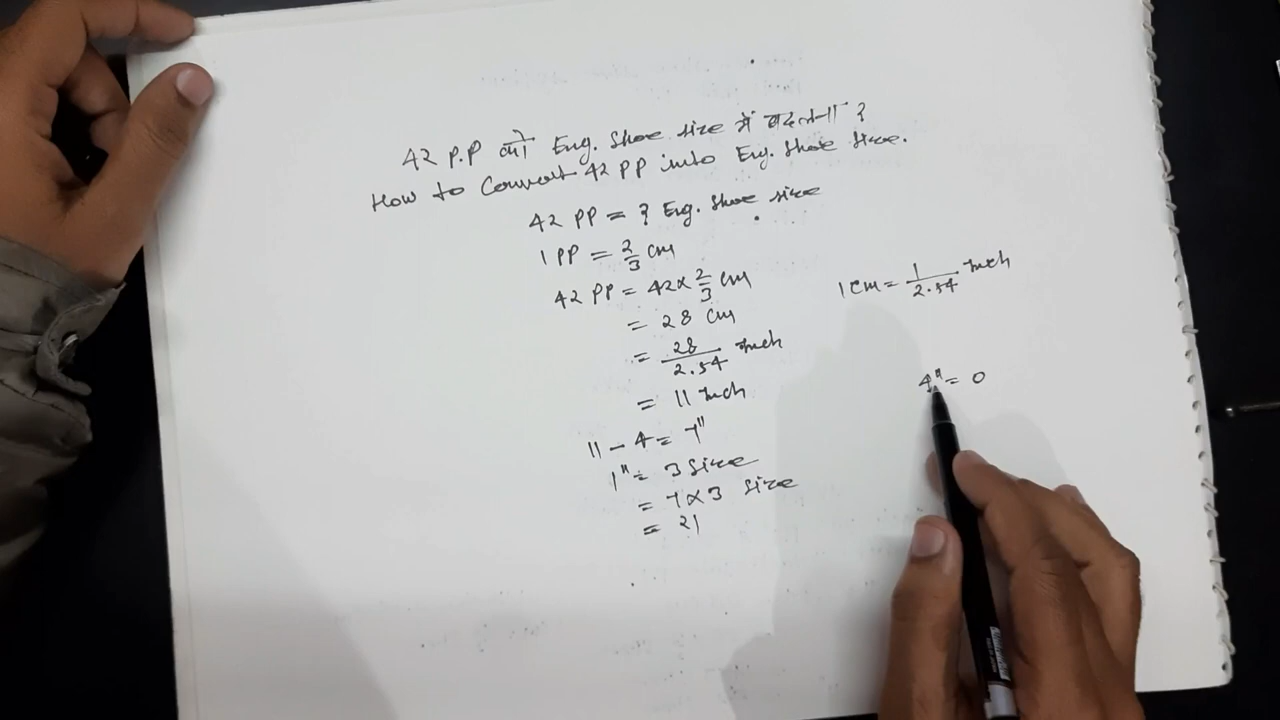 42 P.P को Eng. Shoe size में बदलना ?
How to Convert 42 PP into Eng. Shoe Size.
42 PP = ? Eng. Shoe size
1 PP = 2/3 cm
42 PP = 42 x 2/3 cm
= 28 cm
= 28/2.54 inch
= 11 inch
11 - 4 = 7"
1" = 3 Size
= 7 x 3 Size
= 21
1 cm = 1/2.54 inch
4" = 0